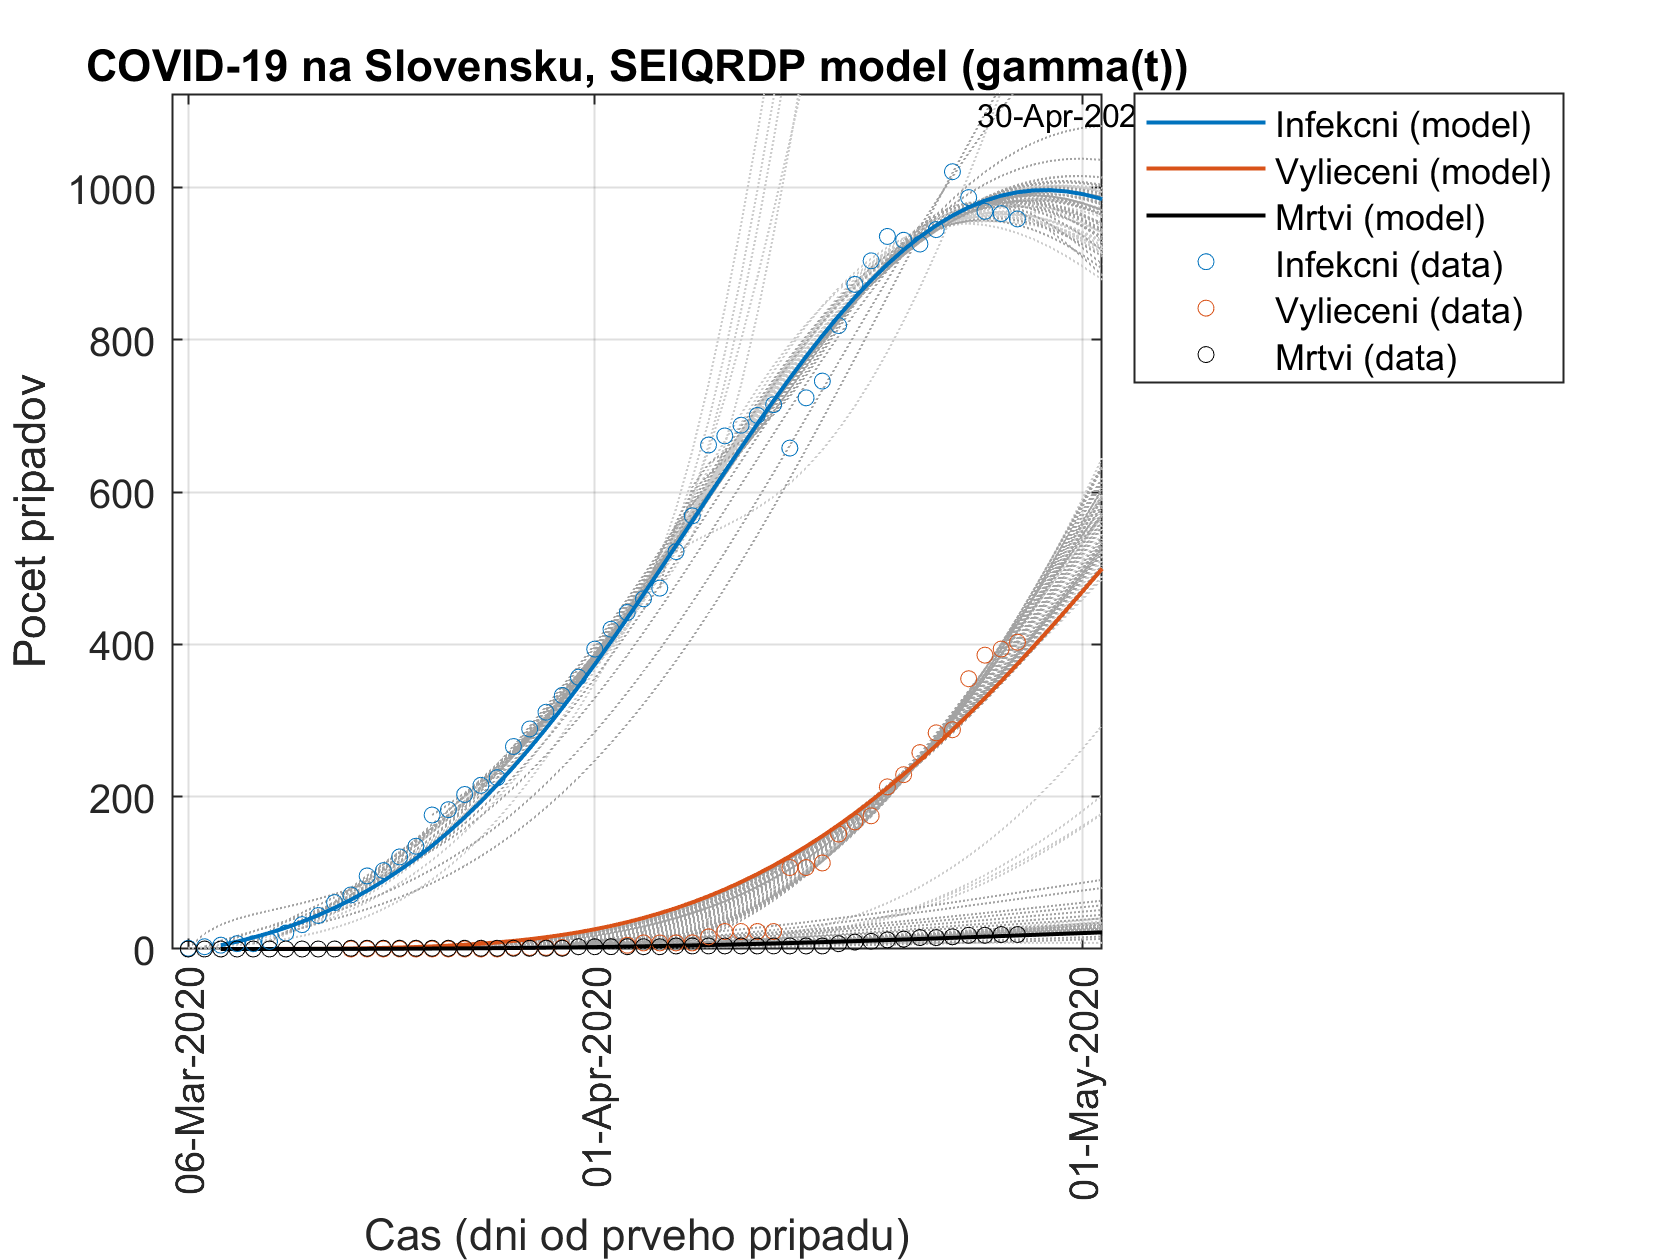 COVID-19 na Slovensku, SEIQRDP model (gamma(t))
30-Apr-202
Infekcni (model)
Vylieceni (model)
Mrtvi (model)
Infekcni (data)
Vylieceni (data)
Mrtvi (data)
Pocet pripadov
1000
800
600
400
200
0
06-Mar-2020
01-Apr-2020
01-May-2020
Cas (dni od prveho pripadu)